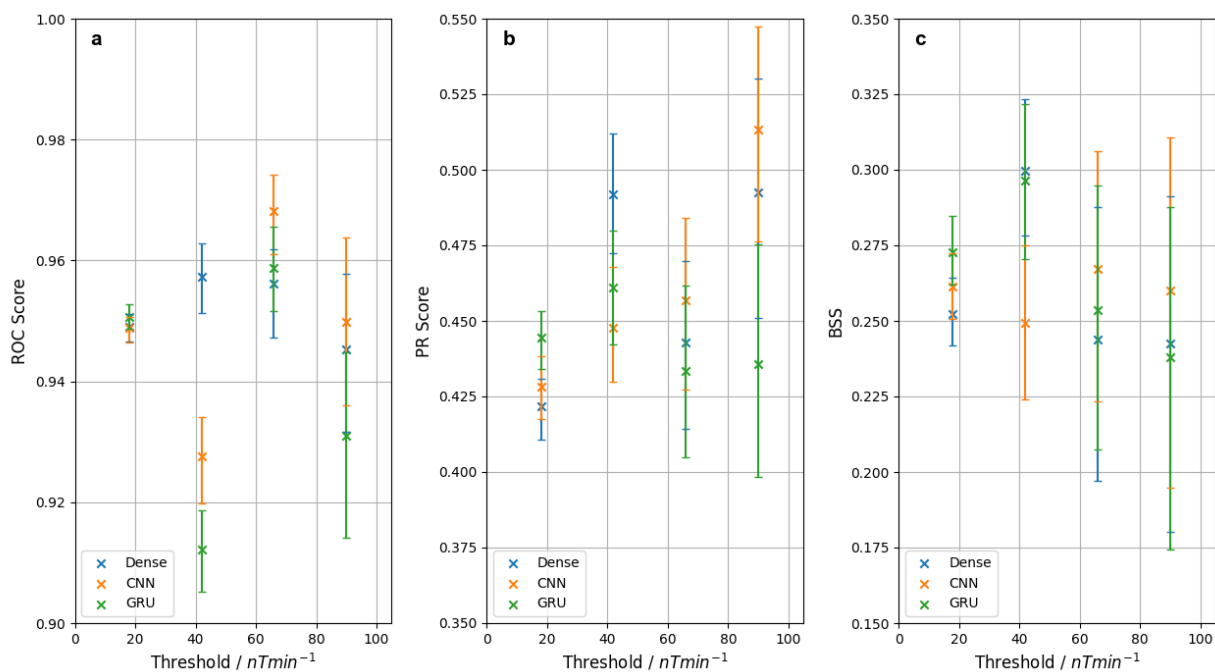 a
1.00
0.98
0.96
0.94
0.92
0.90
ROC Score
Dense
CNN
GRU
0 20 40 60 80 100
Threshold / nTmin⁻¹
b
0.550
0.525
0.500
0.475
0.450
0.425
0.400
0.375
0.350
PR Score
Dense
CNN
GRU
0 20 40 60 80 100
Threshold / nTmin⁻¹
c
0.350
0.325
0.300
0.275
0.250
0.225
0.200
0.175
0.150
BSS
Dense
CNN
GRU
0 20 40 60 80 100
Threshold / nTmin⁻¹